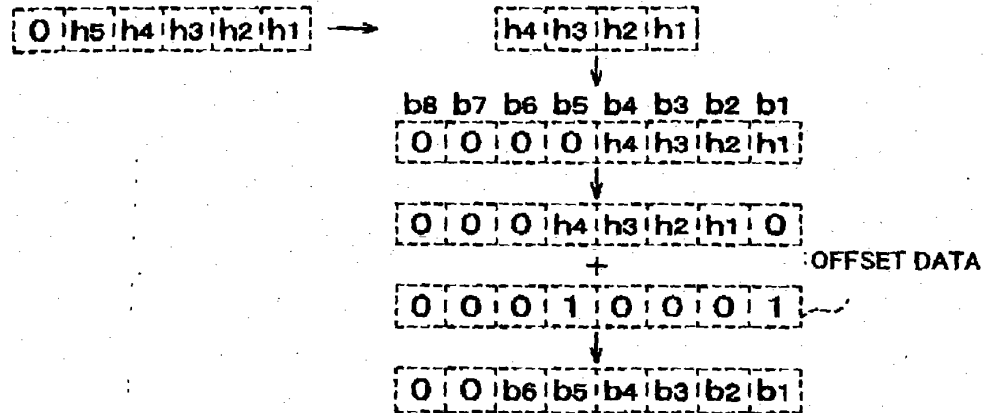 0 h5 h4 h3 h2 h1 h4 h3 h2 h1
b8 b7 b6 b5 b4 b3 b2 b1
0 0 0 0 h4 h3 h2 h1
0 0 0 h4 h3 h2 h1 0
+ OFFSET DATA
0 0 0 1 0 0 0 1
0 0 b6 b5 b4 b3 b2 b1